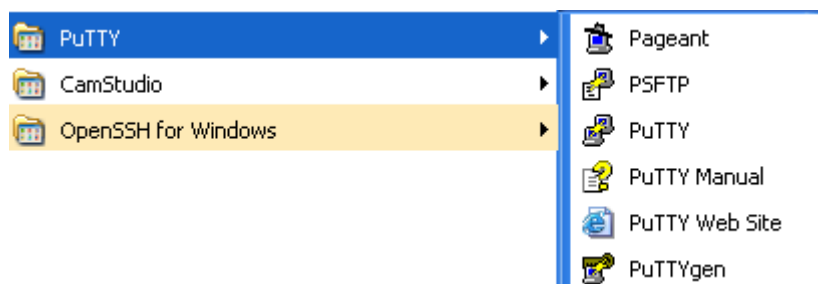 PuTTY
CamStudio
OpenSSH for Windows
Pageant
PSFTP
PuTTY
PuTTY Manual
PuTTY Web Site
PuTTYgen